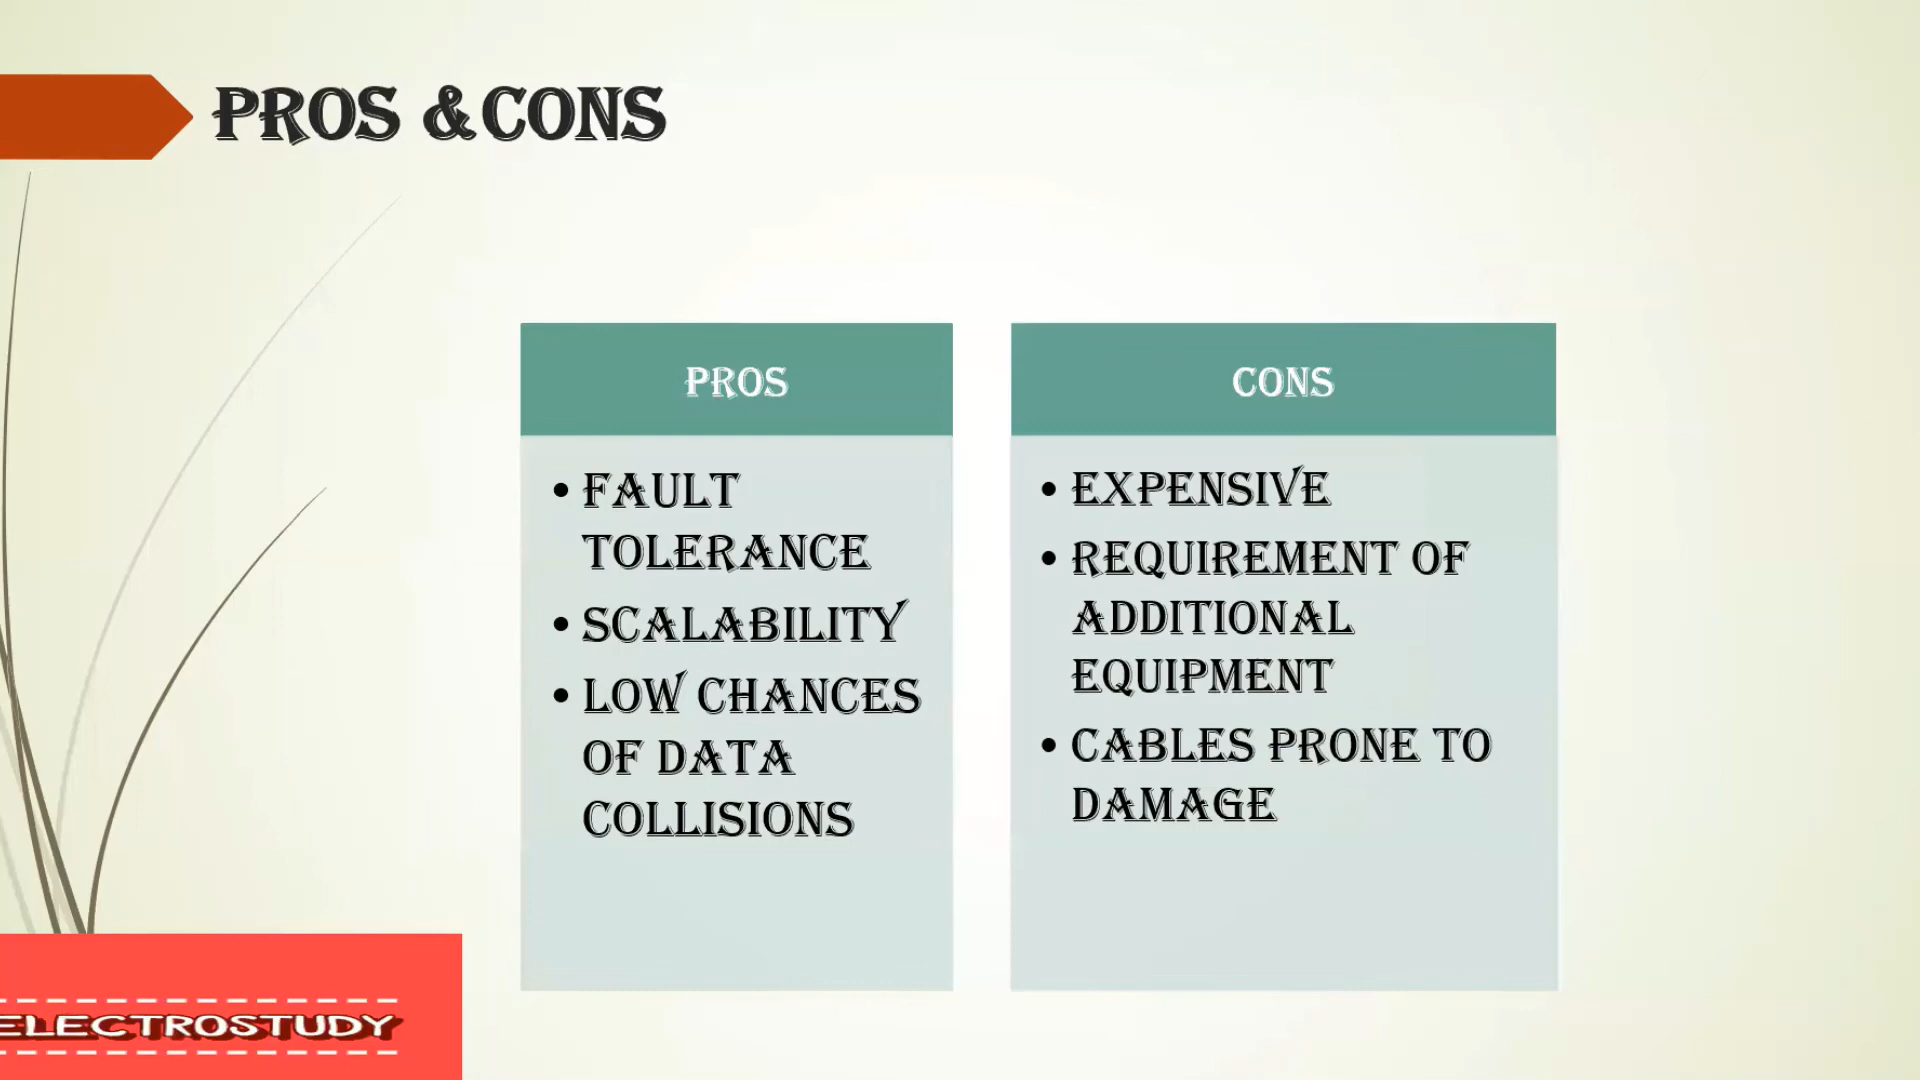 PROS &CONS
PROS
• FAULT
TOLERANCE
• SCALABILITY
• LOW CHANCES
OF DATA
COLLISIONS
CONS
• EXPENSIVE
• REQUIREMENT OF
ADDITIONAL
EQUIPMENT
• CABLES PRONE TO
DAMAGE
ELECTROSTUDY